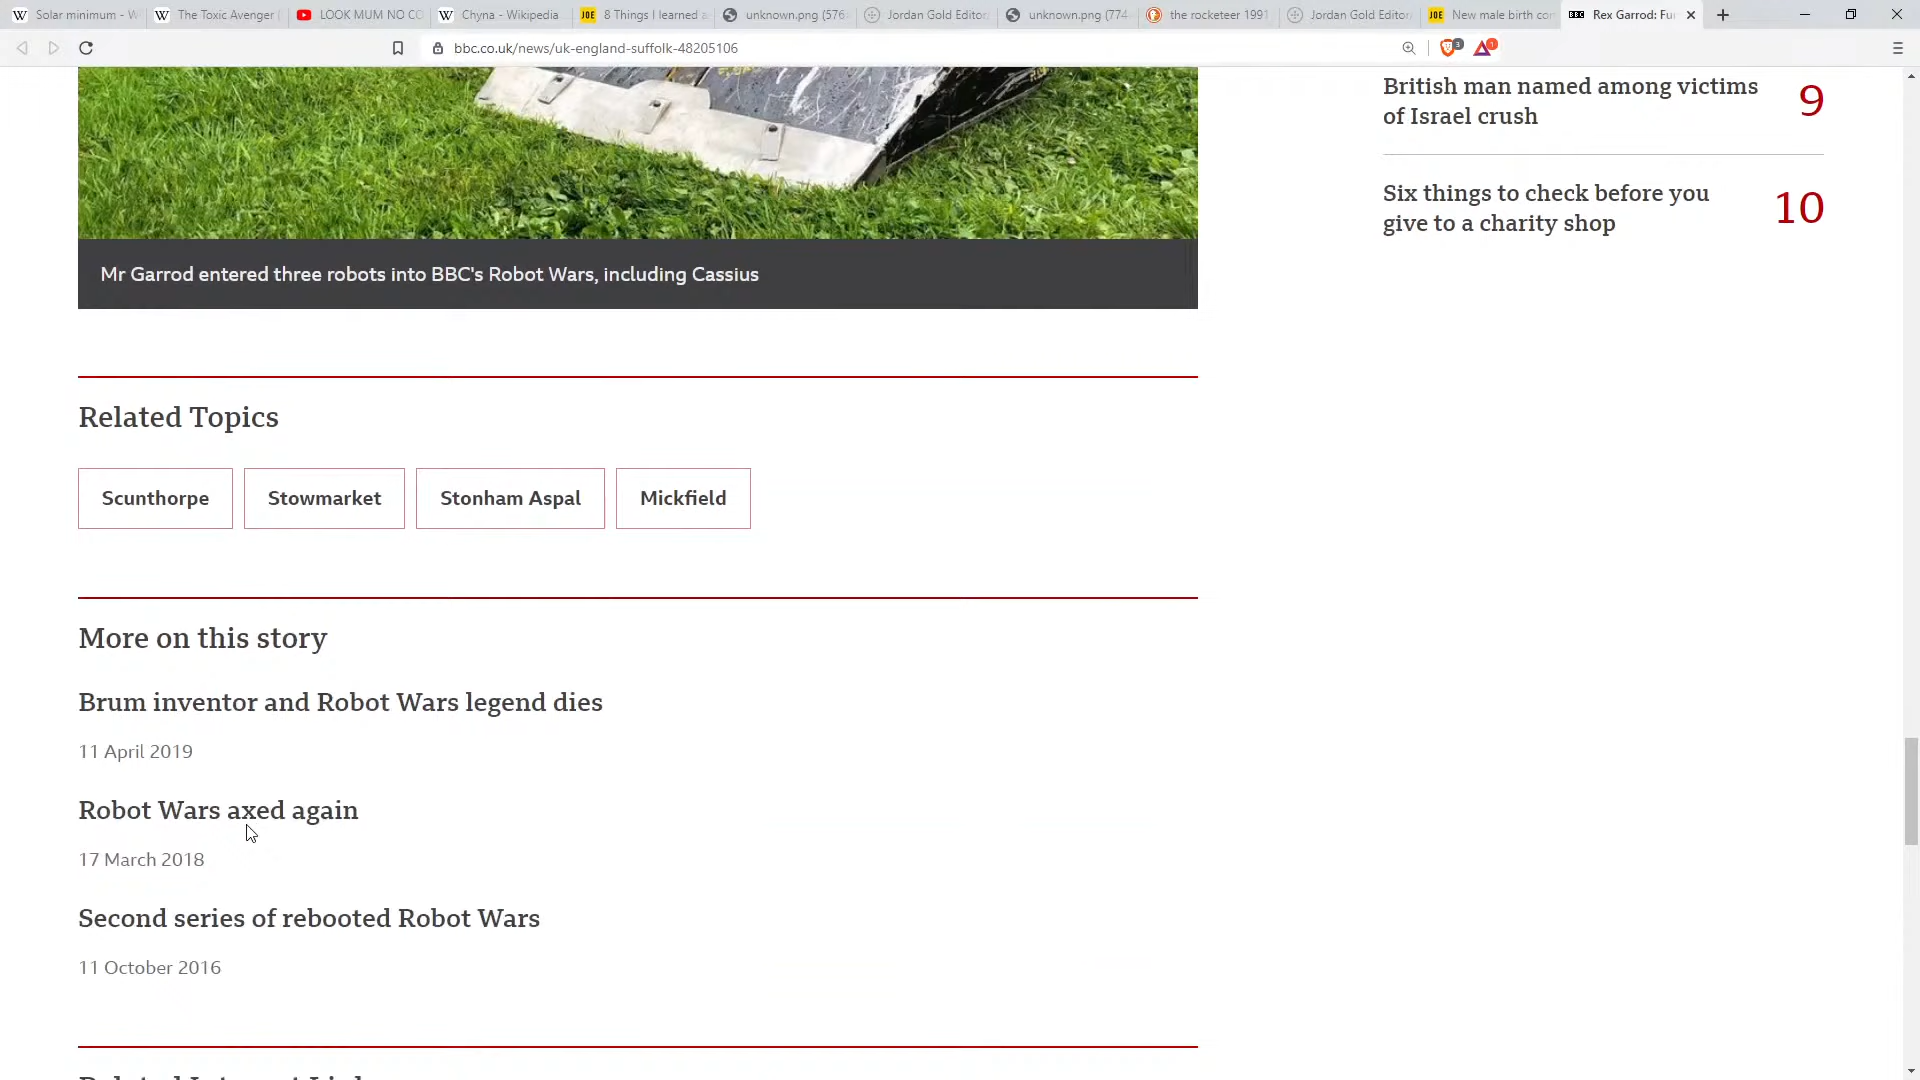 Solar minimum - W
The Toxic Avenger (
LOOK MUM NO CO
Chyna - Wikipedia
8 Things I learned a
unknown.png (576
Jordan Gold Editor
unknown.png (774
the rocketeer 1991
Jordan Gold Editor
New male birth con
Rex Garrod: Fu
bbc.co.uk/news/uk-england-suffolk-48205106
3
1
British man named among victims
of Israel crush
9
Six things to check before you
give to a charity shop
10
Mr Garrod entered three robots into BBC's Robot Wars, including Cassius
Related Topics
Scunthorpe
Stowmarket
Stonham Aspal
Mickfield
More on this story
Brum inventor and Robot Wars legend dies
11 April 2019
Robot Wars axed again
17 March 2018
Second series of rebooted Robot Wars
11 October 2016